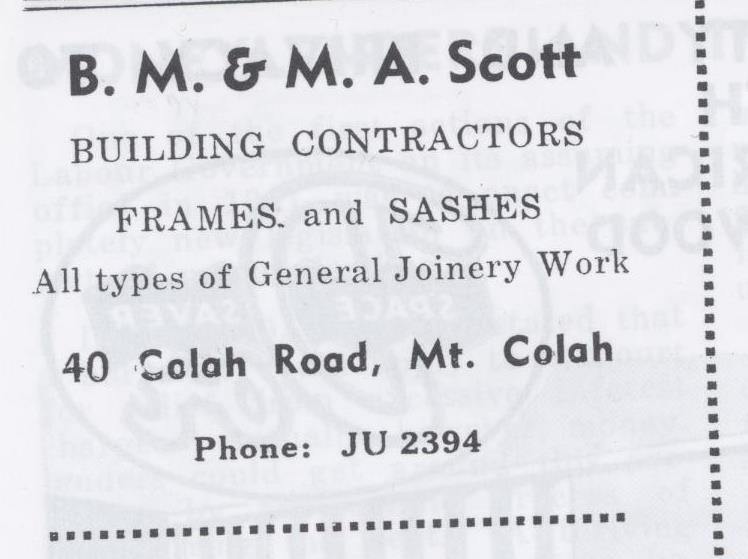 B. M. & M. A. Scott
BUILDING CONTRACTORS
FRAMES. and SASHES
All types of General Joinery Work
40 Colah Road, Mt. Colah
Phone: JU 2394